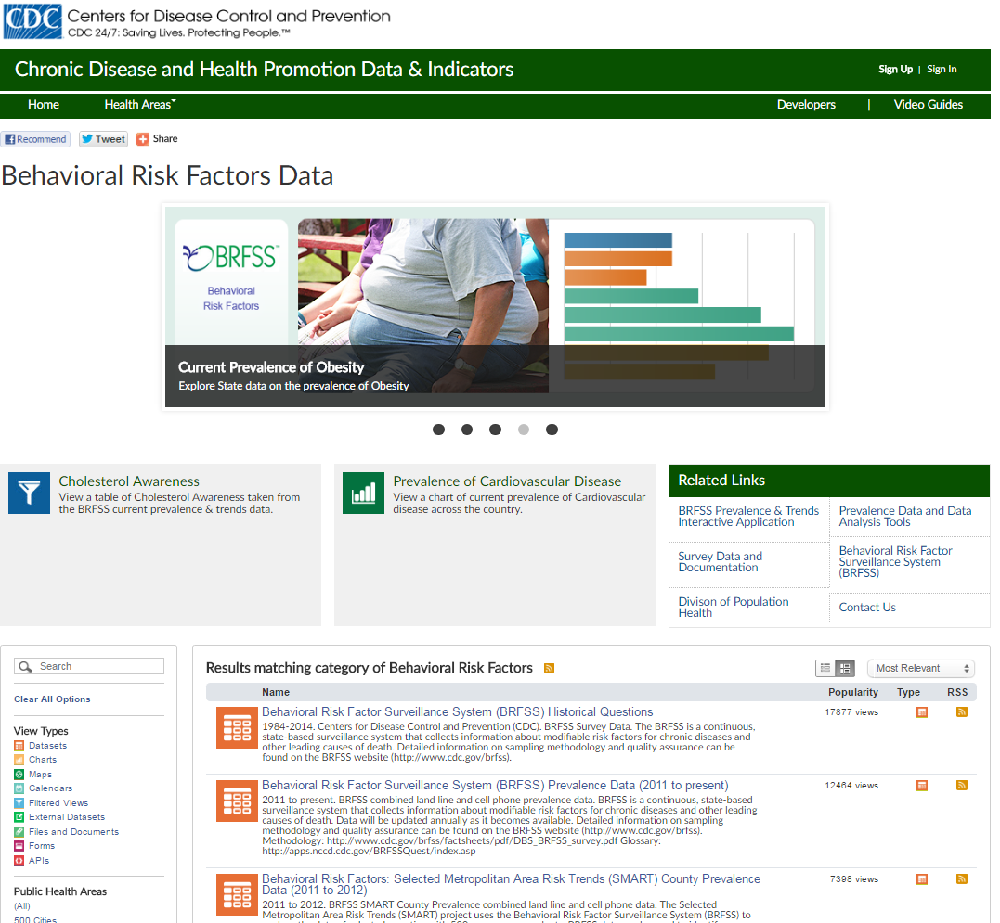 CDC Centers for Disease Control and Prevention
CDC 24/7: Saving Lives. Protecting People.™
Chronic Disease and Health Promotion Data & Indicators
Sign Up | Sign In
Home Health Areas Developers | Video Guides
Recommend Tweet Share
Behavioral Risk Factors Data
BRFSS™
Behavioral
Risk Factors
Current Prevalence of Obesity
Explore State data on the prevalence of Obesity
Cholesterol Awareness
View a table of Cholesterol Awareness taken from
the BRFSS current prevalence & trends data.
Prevalence of Cardiovascular Disease
View a chart of current prevalence of Cardiovascular
disease across the country.
Related Links
BRFSS Prevalence & Trends
Interactive Application
Prevalence Data and Data
Analysis Tools
Survey Data and
Documentation
Behavioral Risk Factor
Surveillance System
(BRFSS)
Divison of Population
Health
Contact Us
Search
Clear All Options
View Types
Datasets
Charts
Maps
Calendars
Filtered Views
External Datasets
Files and Documents
Forms
APIs
Public Health Areas
(All)
500 Cities
Results matching category of Behavioral Risk Factors
Most Relevant
Name Popularity Type RSS
Behavioral Risk Factor Surveillance System (BRFSS) Historical Questions
17877 views
1984-2014. Centers for Disease Control and Prevention (CDC). BRFSS Survey Data. The BRFSS is a continuous,
state-based surveillance system that collects information about modifiable risk factors for chronic diseases and
other leading causes of death. Detailed information on sampling methodology and quality assurance can be
found on the BRFSS website (http://www.cdc.gov/brfss).
Behavioral Risk Factor Surveillance System (BRFSS) Prevalence Data (2011 to present)
12464 views
2011 to present. BRFSS combined land line and cell phone prevalence data. BRFSS is a continuous, state-based
surveillance system that collects information about modifiable risk factors for chronic diseases and other leading
causes of death. Data will be updated annually as it becomes available. Detailed information on sampling
methodology and quality assurance can be found on the BRFSS website (http://www.cdc.gov/brfss).
Methodology: http://www.cdc.gov/brfss/factsheets/pdf/DBS_BRFSS_survey.pdf Glossary:
http://apps.nccd.cdc.gov/BRFSSQuest/index.asp
Behavioral Risk Factors: Selected Metropolitan Area Risk Trends (SMART) County Prevalence
Data (2011 to 2012)
7398 views
2011 to 2012. BRFSS SMART County Prevalence combined land line and cell phone data. The Selected
Metropolitan Area Risk Trends (SMART) project uses the Behavioral Risk Factor Surveillance System (BRFSS) to